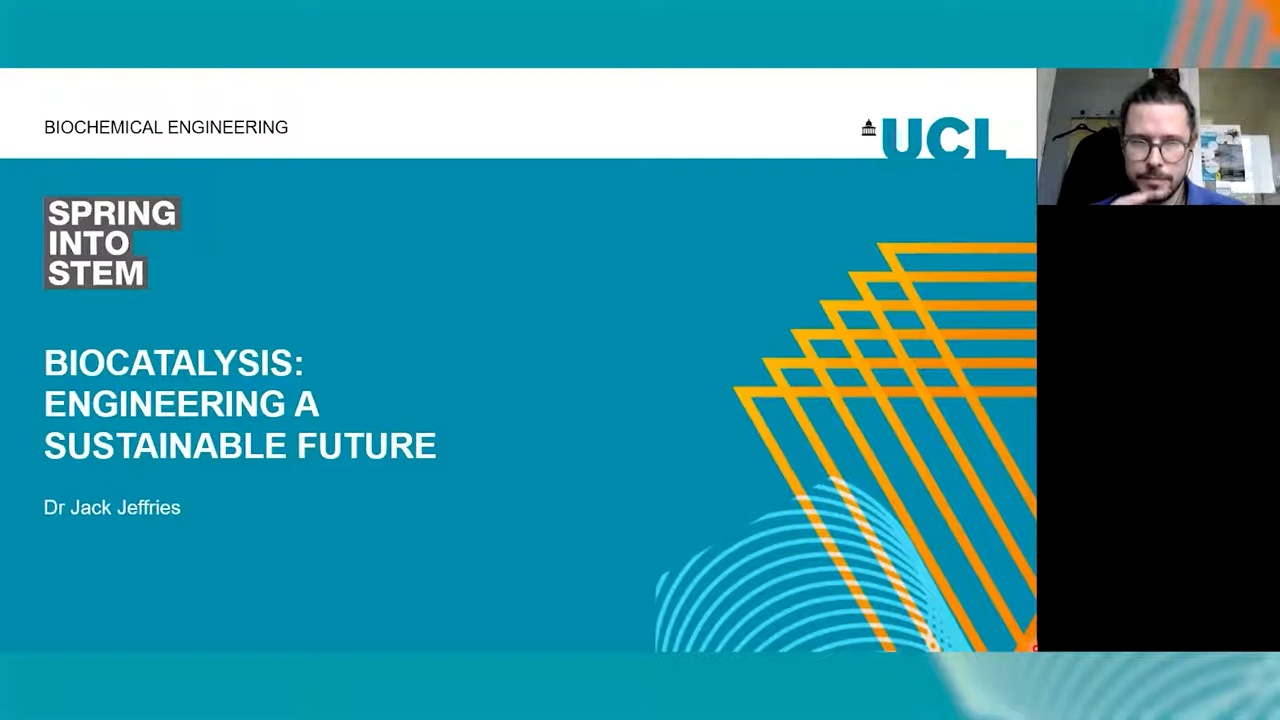 BIOCHEMICAL ENGINEERING
UCL
SPRING
INTO
STEM
BIOCATALYSIS:
ENGINEERING A
SUSTAINABLE FUTURE
Dr Jack Jeffries